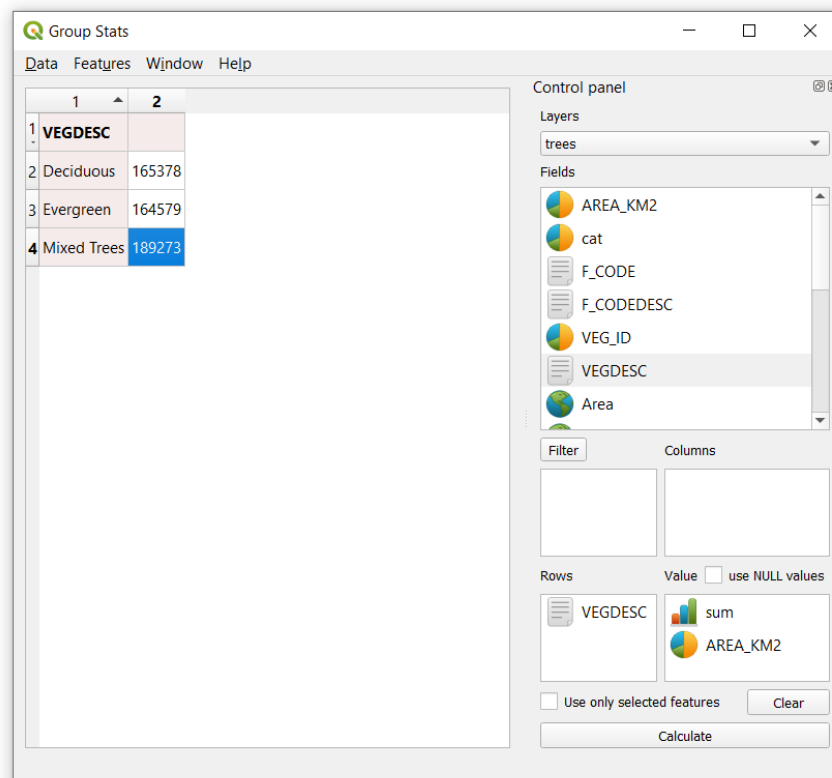 Group Stats
Data Features Window Help
1 2
1 VEGDESC
2 Deciduous 165378
3 Evergreen 164579
4 Mixed Trees 189273
Control panel
Layers
trees
Fields
AREA_KM2
cat
F_CODE
F_CODEDESC
VEG_ID
VEGDESC
Area
Filter Columns
Rows Value use NULL values
VEGDESC sum
AREA_KM2
Use only selected features Clear
Calculate